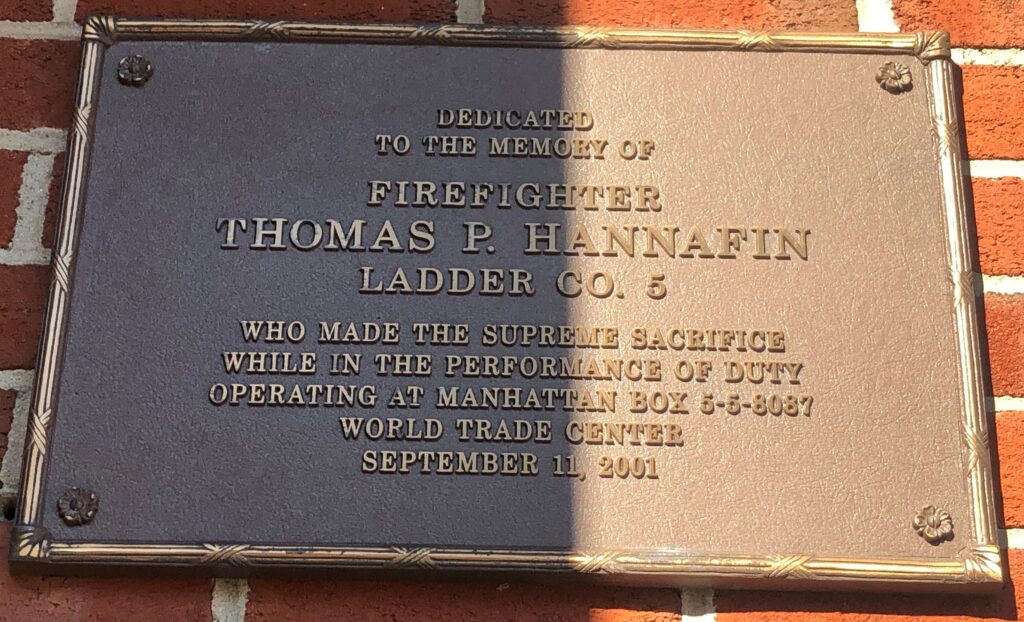 DEDICATED
TO THE MEMORY OF
FIREFIGHTER
THOMAS P. HANNAFIN
LADDER CO. 5
WHO MADE THE SUPREME SACRIFICE
WHILE IN THE PERFORMANCE OF DUTY
OPERATING AT MANHATTAN BOX 5-5-8087
WORLD TRADE CENTER
SEPTEMBER 11, 2001